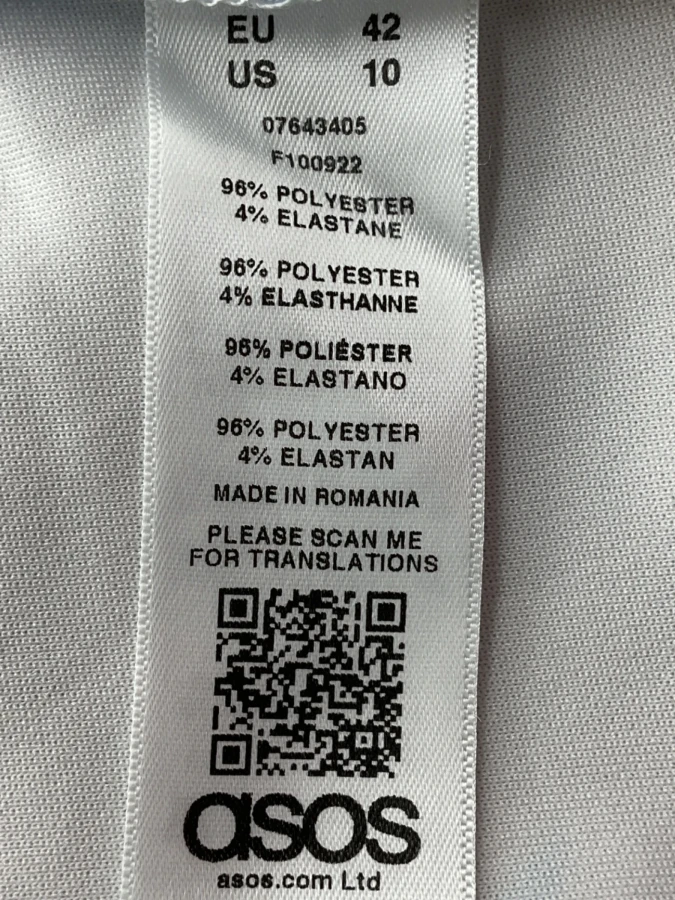 EU 42
US 10
07643405
F100922
96% POLYESTER
4% ELASTANE
96% POLYESTER
4% ELASTHANNE
96% POLIÉSTER
4% ELASTANO
96% POLYESTER
4% ELASTAN
MADE IN ROMANIA
PLEASE SCAN ME
FOR TRANSLATIONS
asos
asos.com Ltd